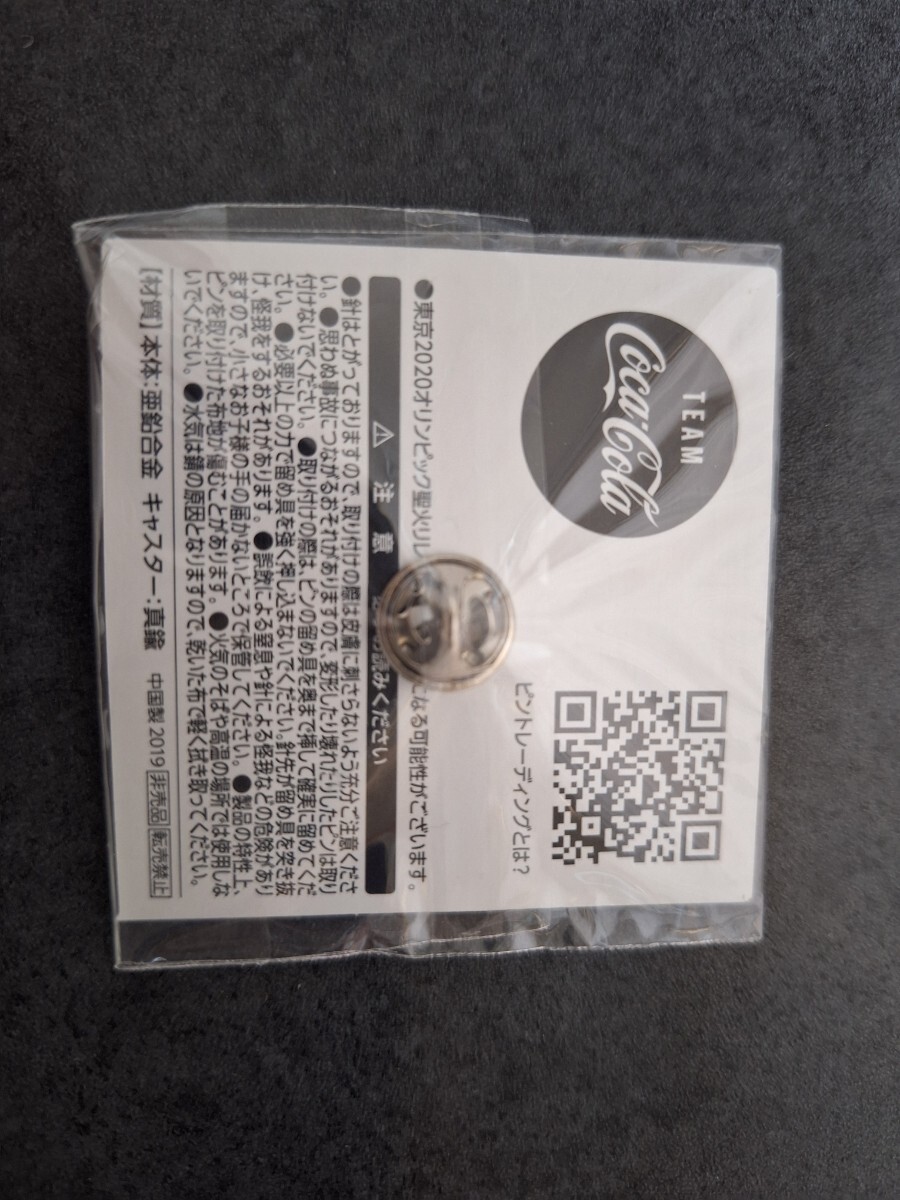 TEAM
Coca-Cola
ピントレーディングとは?
●東京2020オリンピック聖火リレ になる可能性がございます。
⚠ 注 意 読みください
●針はとがっておりますので、取り付けの際は皮膚に刺さらないよう充分ご注意くださ
い。●思わぬ事故につながるおそれがありますので、変形したり壊れたりしたピンは取り
付けないでください。●取り付けの際は、ピンの留め具を奥まで挿して確実に留めてくだ
さい。●必要以上の力で留め具を強く押し込まないでください。針先が留め具を突き抜
け、怪我をするおそれがあります。●誤飲による窒息や針による怪我などの危険があり
ますので、小さなお子様の手の届かないところで保管してください。●製品の特性上、
ピンを取り付けた布地が傷むことがあります。●火気のそばや高温の場所では使用しな
いでください。●水気は錆の原因となりますので、乾いた布で軽く拭き取ってください。
【材質】本体:亜鉛合金 キャスター:真鍮 中国製 2019 非売品 転売禁止